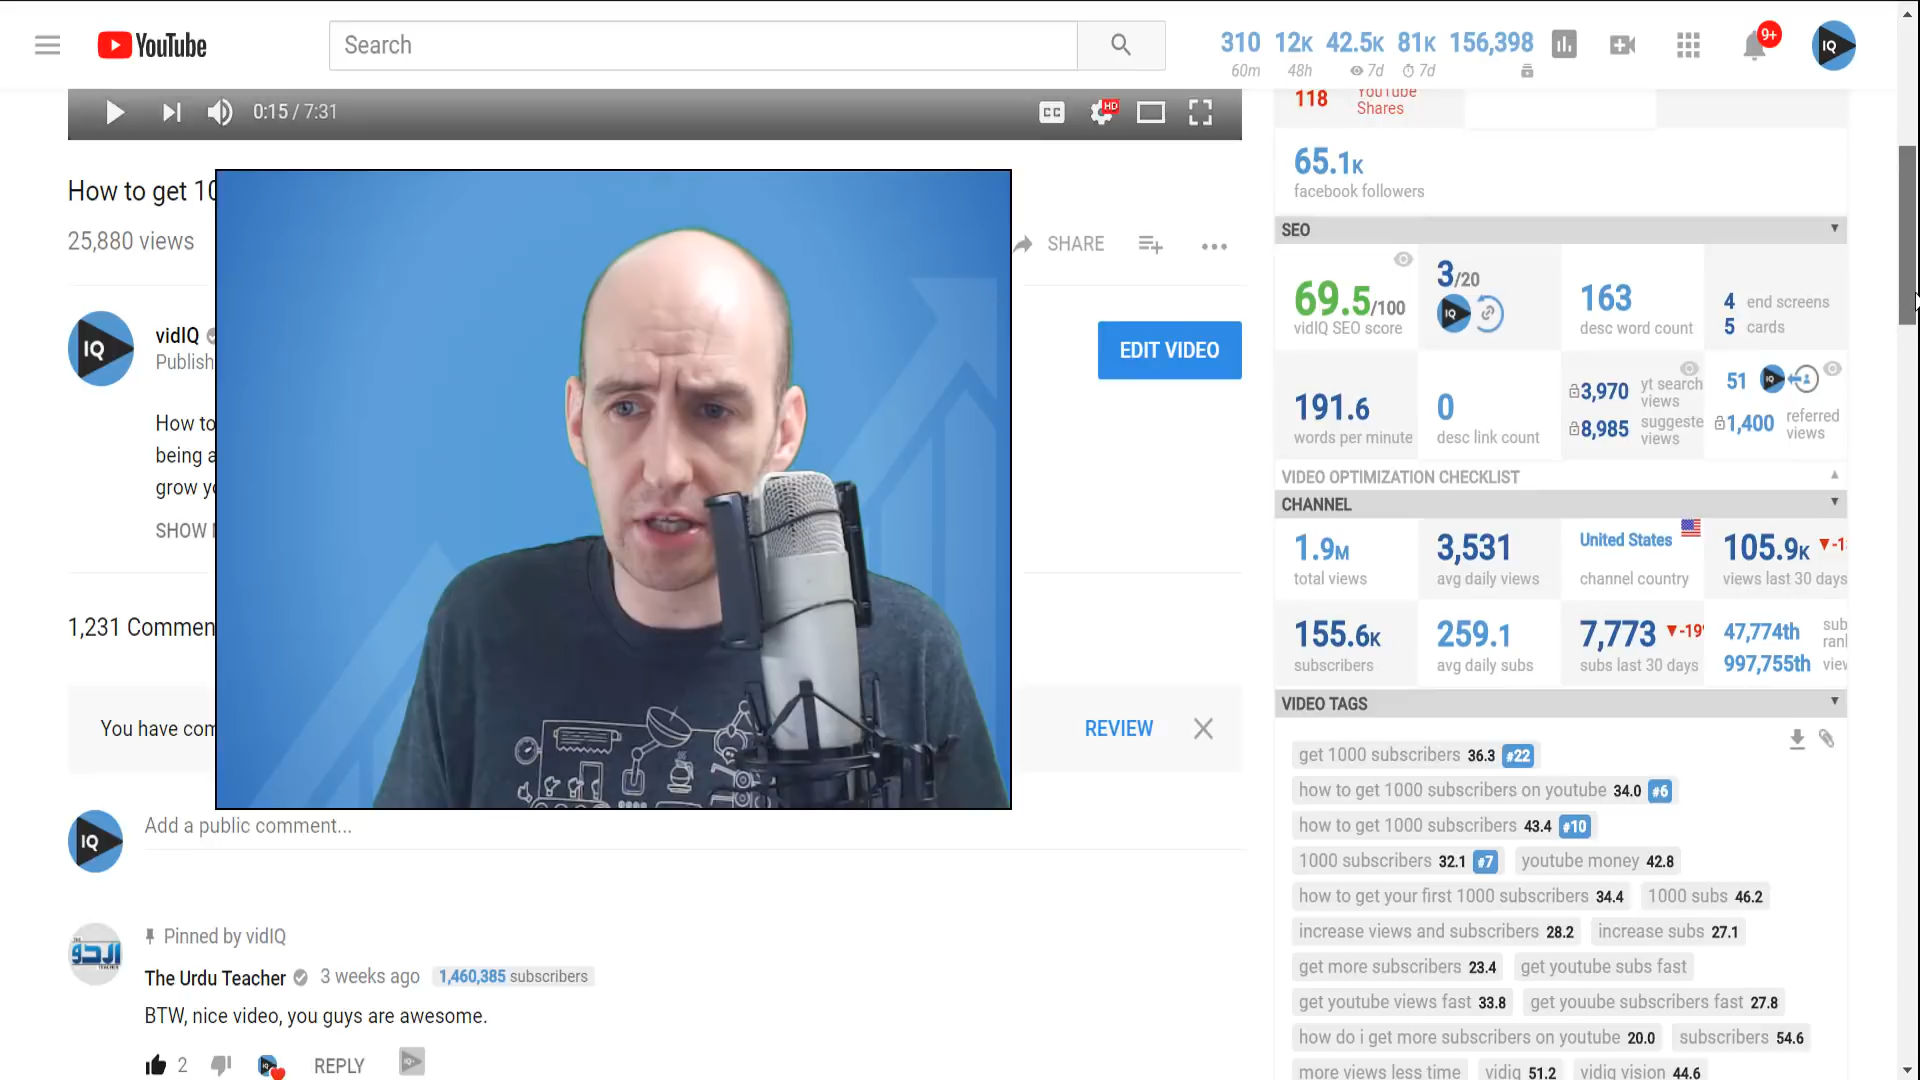 YouTube
Search
310 12K 42.5K 81K 156,398
60m 48h 7d 7d
9+
IQ
0:15 / 7:31
CC
HD
118 YouTube
Shares
65.1K
facebook followers
How to get 10
25,880 views
SHARE
SEO
69.5/100
vidIQ SEO score
3/20
IQ
163
desc word count
4 end screens
5 cards
IQ
vidIQ
Publish
EDIT VIDEO
191.6
words per minute
0
desc link count
3,970 yt search
views
8,985 suggeste
views
51
1,400 referred
views
How to
being a
grow yo
SHOW
VIDEO OPTIMIZATION CHECKLIST
CHANNEL
1.9M
total views
3,531
avg daily views
United States
channel country
105.9K
views last 30 days
155.6K
subscribers
259.1
avg daily subs
7,773 -19
subs last 30 days
47,774th sub
ran
997,755th view
1,231 Commen
You have com
REVIEW
VIDEO TAGS
get 1000 subscribers 36.3 #22
how to get 1000 subscribers on youtube 34.0 #6
how to get 1000 subscribers 43.4 #10
1000 subscribers 32.1 #7 youtube money 42.8
how to get your first 1000 subscribers 34.4 1000 subs 46.2
increase views and subscribers 28.2 increase subs 27.1
get more subscribers 23.4 get youtube subs fast
get youtube views fast 33.8 get youube subscribers fast 27.8
how do i get more subscribers on youtube 20.0 subscribers 54.6
more views less time vidiq 51.2 vidiq vision 44.6
IQ
Add a public comment...
Pinned by vidIQ
The Urdu Teacher 3 weeks ago 1,460,385 subscribers
BTW, nice video, you guys are awesome.
2 REPLY